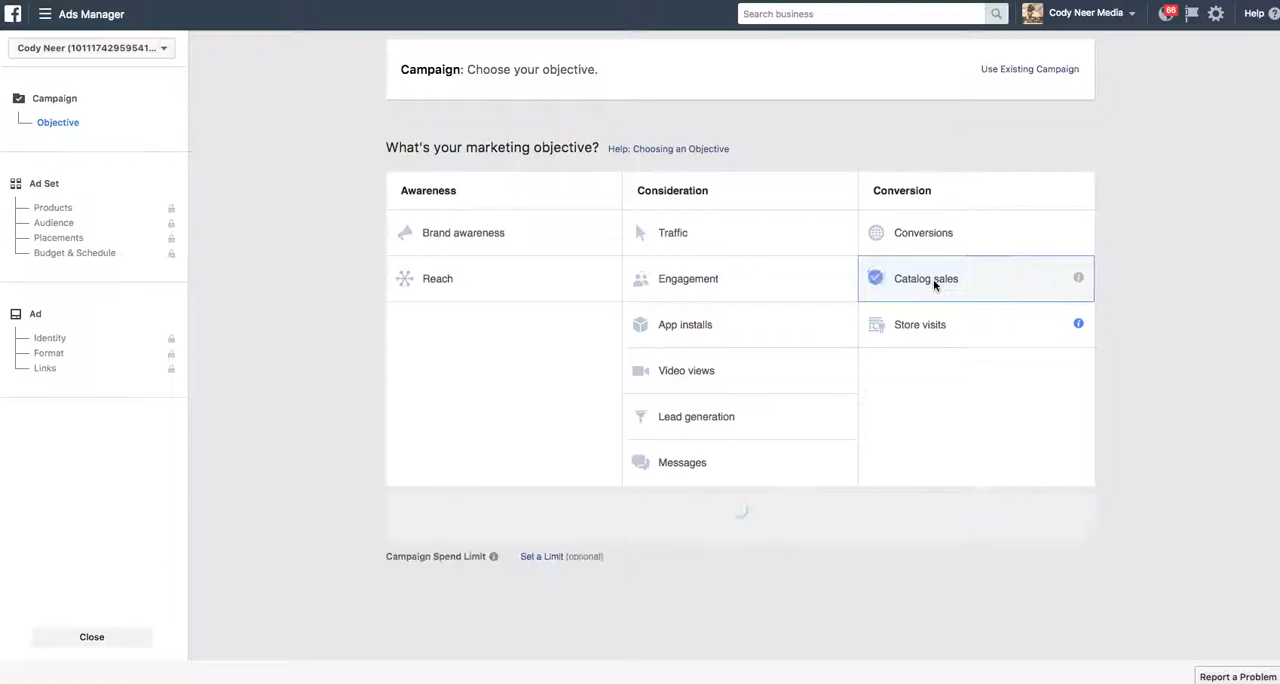 Ads Manager
Search business
Cody Neer Media
66
Help
Cody Neer (10111742959541...
Campaign
Objective
Ad Set
Products
Audience
Placements
Budget & Schedule
Ad
Identity
Format
Links
Close
Campaign: Choose your objective.
Use Existing Campaign
What's your marketing objective?
Help: Choosing an Objective
Awareness
Consideration
Conversion
Brand awareness
Traffic
Conversions
Reach
Engagement
Catalog sales
App installs
Store visits
Video views
Lead generation
Messages
Campaign Spend Limit
Set a Limit (optional)
Report a Problem